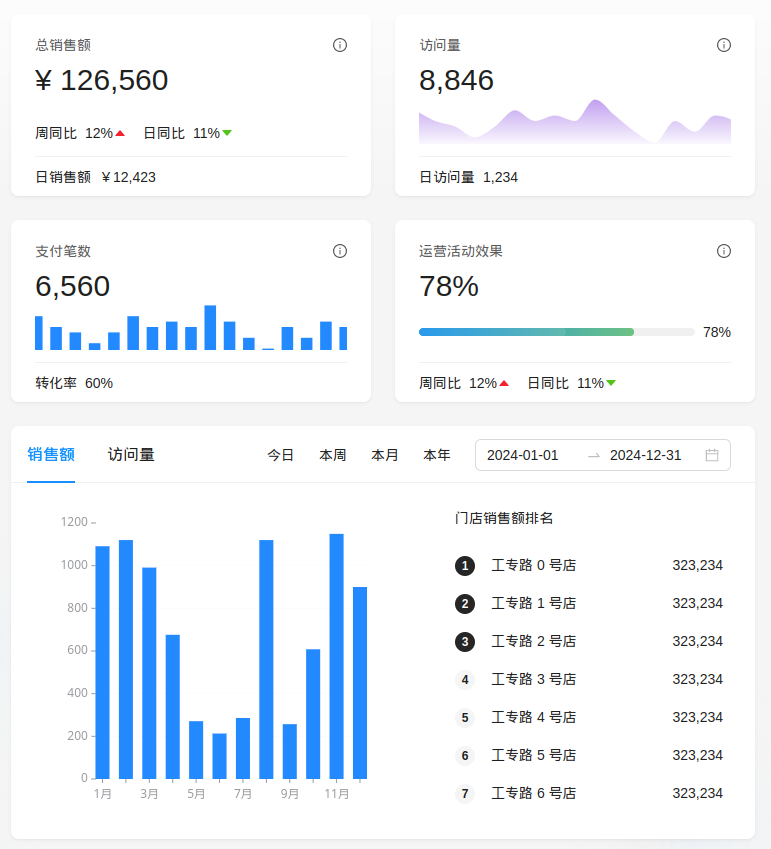 总销售额
¥ 126,560
周同比 12% 日同比 11%
日销售额 ￥12,423
访问量
8,846
日访问量 1,234
支付笔数
6,560
转化率 60%
运营活动效果
78%
78%
周同比 12% 日同比 11%
销售额 访问量 今日 本周 本月 本年 2024-01-01 2024-12-31
1200
1000
800
600
400
200
0
1月 3月 5月 7月 9月 11月
门店销售额排名
1 工专路 0 号店 323,234
2 工专路 1 号店 323,234
3 工专路 2 号店 323,234
4 工专路 3 号店 323,234
5 工专路 4 号店 323,234
6 工专路 5 号店 323,234
7 工专路 6 号店 323,234